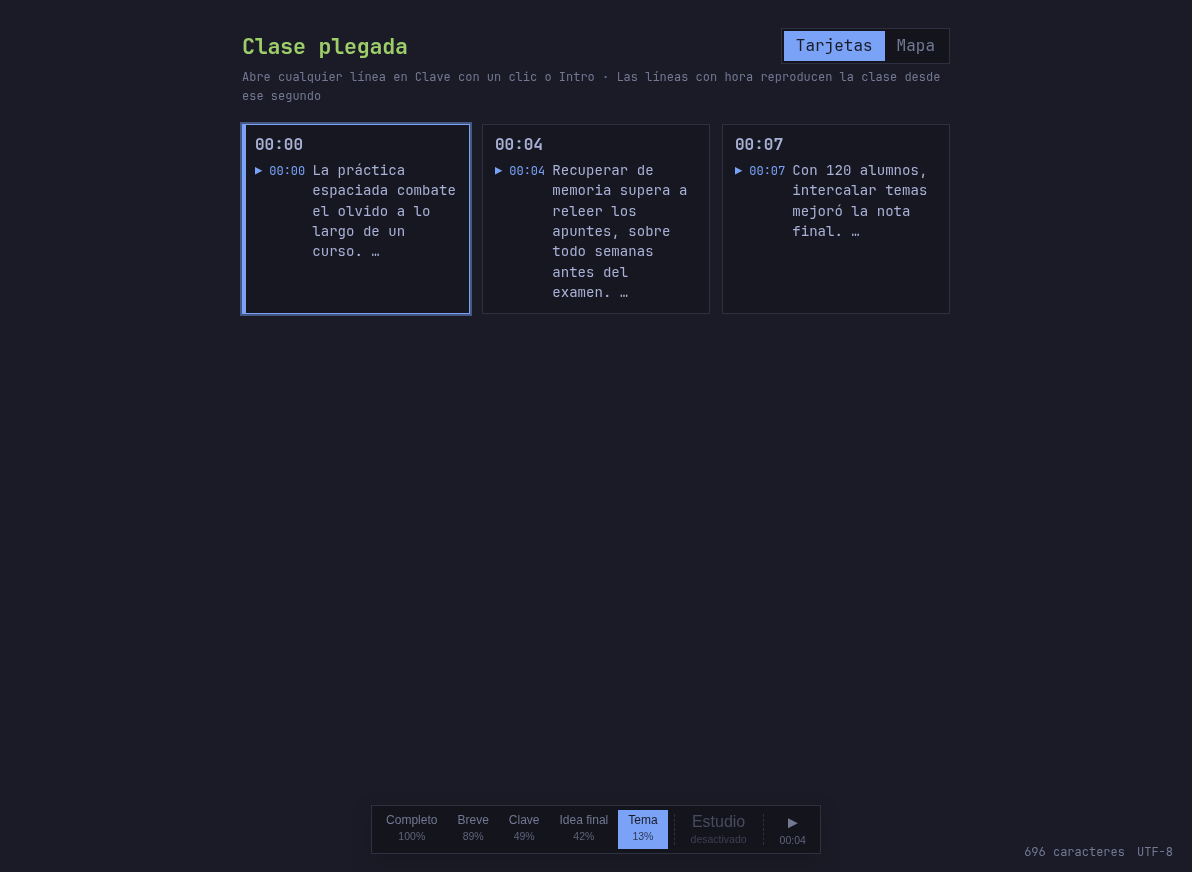 Clase plegada
Tarjetas Mapa
Abre cualquier línea en Clave con un clic o Intro · Las líneas con hora reproducen la clase desde
ese segundo
00:00
▶ 00:00 La práctica
espaciada combate
el olvido a lo
largo de un
curso. …
00:04
▶ 00:04 Recuperar de
memoria supera a
releer los
apuntes, sobre
todo semanas
antes del
examen. …
00:07
▶ 00:07 Con 120 alumnos,
intercalar temas
mejoró la nota
final. …
Completo Breve Clave Idea final Tema Estudio ▶
100% 89% 49% 42% 13% desactivado 00:04
696 caracteres UTF-8